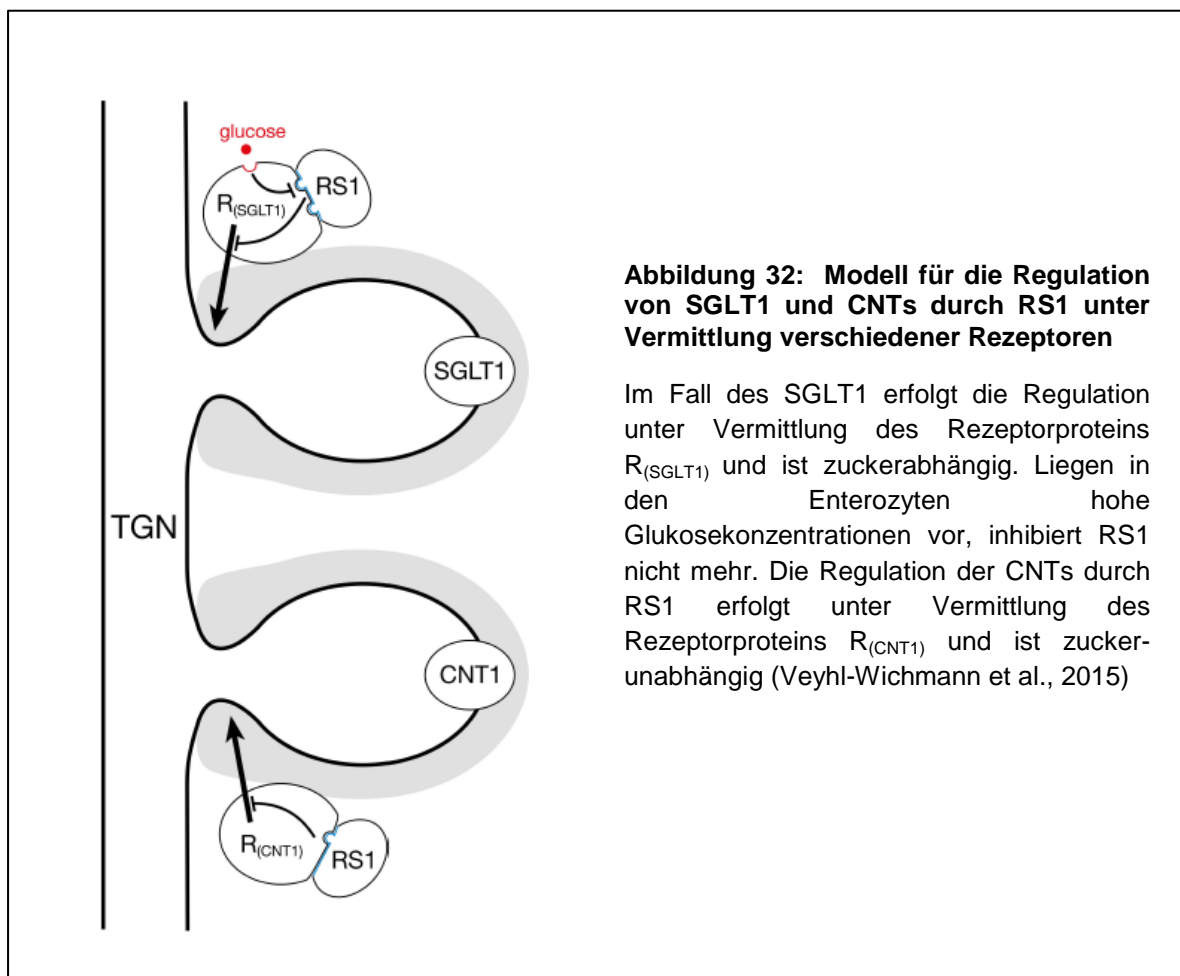 glucose
RS1
R(SGLT1)
SGLT1
TGN
CNT1
R(CNT1)
RS1
Abbildung 32: Modell für die Regulation
von SGLT1 und CNTs durch RS1 unter
Vermittlung verschiedener Rezeptoren
Im Fall des SGLT1 erfolgt die Regulation
unter Vermittlung des Rezeptorproteins
R(SGLT1) und ist zuckerabhängig. Liegen in
den Enterozyten hohe
Glukosekonzentrationen vor, inhibiert RS1
nicht mehr. Die Regulation der CNTs durch
RS1 erfolgt unter Vermittlung des
Rezeptorproteins R(CNT1) und ist zucker-
unabhängig (Veyhl-Wichmann et al., 2015)